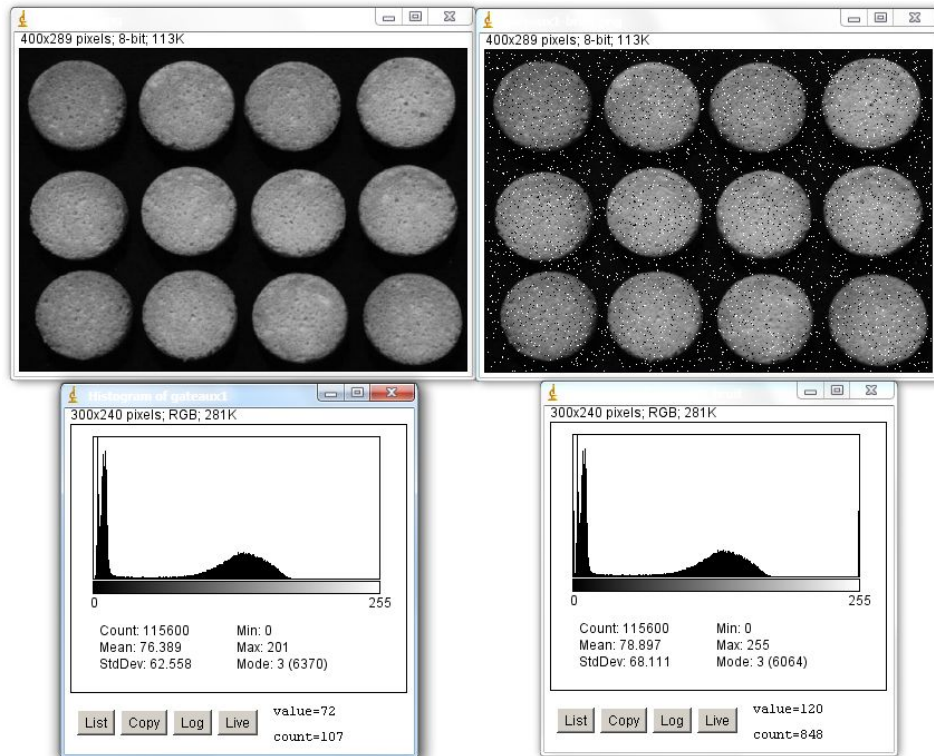 400x289 pixels; 8-bit; 113K
400x289 pixels; 8-bit; 113K
Histogram of gateaux1
300x240 pixels; RGB; 281K
0
255
Count: 115600 Min: 0
Mean: 76.389 Max: 201
StdDev: 62.558 Mode: 3 (6370)
List Copy Log Live
value=72
count=107
300x240 pixels; RGB; 281K
0
255
Count: 115600 Min: 0
Mean: 78.897 Max: 255
StdDev: 68.111 Mode: 3 (6064)
List Copy Log Live
value=120
count=848